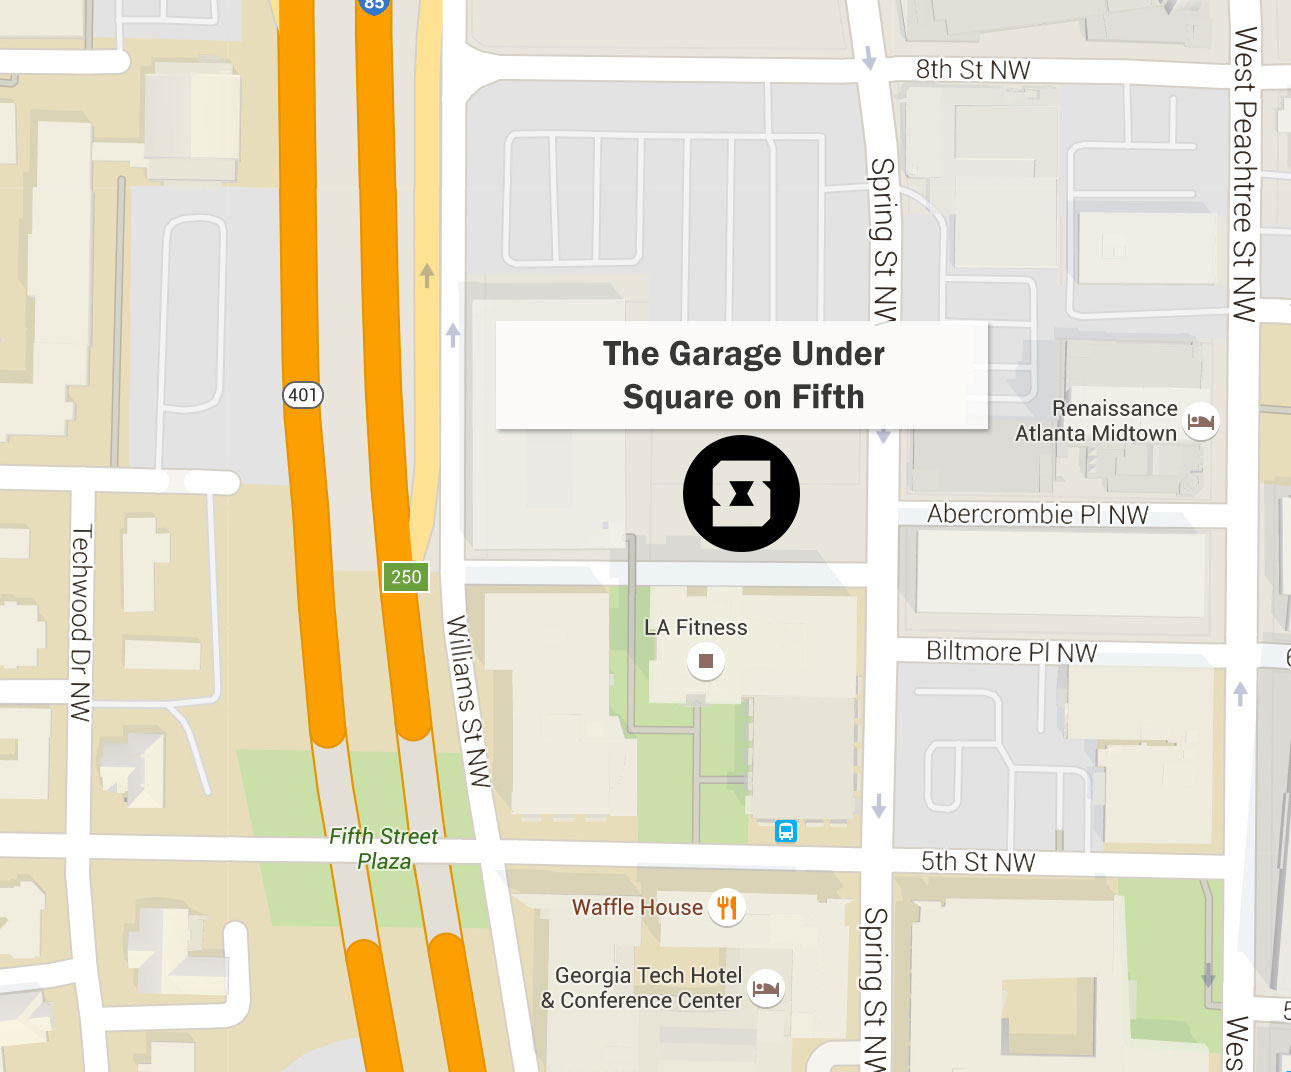 85
8th St NW
West Peachtree St NW
Spring St NW
The Garage Under
Square on Fifth
401
Renaissance
Atlanta Midtown
Abercrombie Pl NW
250
Techwood Dr NW
LA Fitness
Williams St NW
Biltmore Pl NW
Fifth Street
Plaza
5th St NW
Waffle House
Spring St NW
Georgia Tech Hotel
& Conference Center
Wes